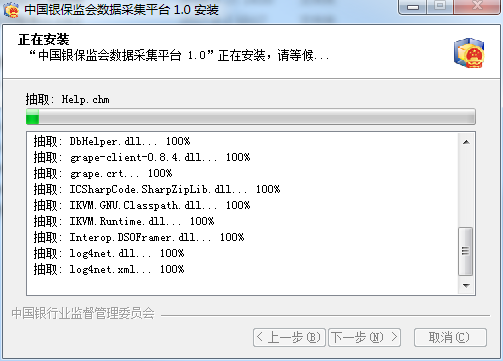 中国银保监会数据采集平台 1.0 安装
正在安装
“中国银保监会数据采集平台 1.0”正在安装，请等候...
抽取: Help.chm
抽取: DbHelper.dll... 100%
抽取: grape-client-0.8.4.dll... 100%
抽取: grape.crt... 100%
抽取: ICSharpCode.SharpZipLib.dll... 100%
抽取: IKVM.GNU.Classpath.dll... 100%
抽取: IKVM.Runtime.dll... 100%
抽取: Interop.DSOFramer.dll... 100%
抽取: log4net.dll... 100%
抽取: log4net.xml... 100%
中国银行业监督管理委员会
< 上一步(B) 下一步(N) > 取消(C)